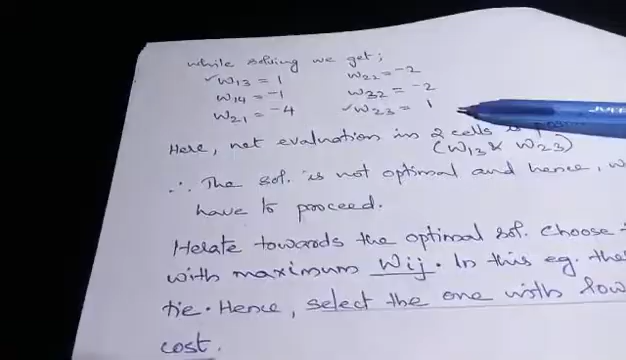 while solving we get;
✓W13 = 1 W22 = -2
W14 = -1 W32 = -2
W21 = -4 ✓W23 = 1
Here, net evaluation in 2 cells is
(W13 & W23)
∴ The sol. is not optimal and hence,
have to proceed.
Iterate towards the optimal sol. Choose
with maximum Wij. In this eg.
tie. Hence, select the one with
cost.